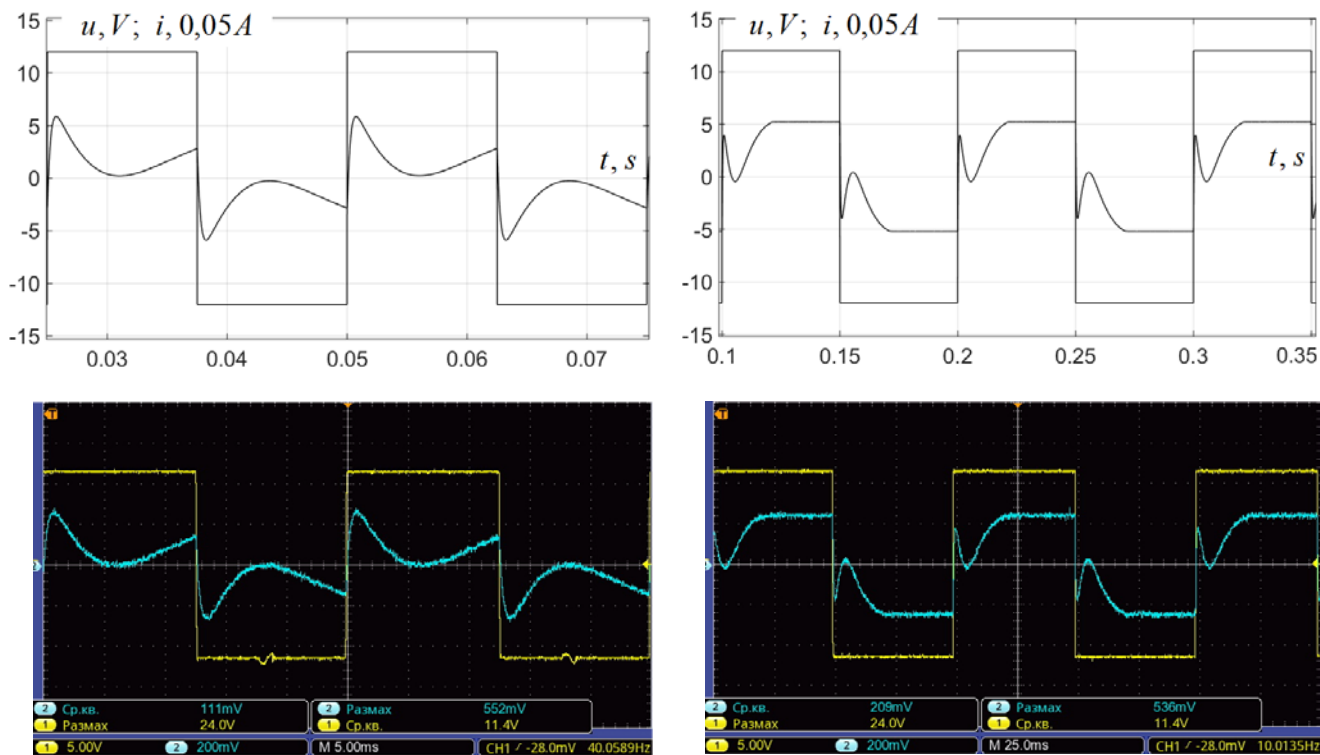 u, V; i, 0,05A
15
10
5
0
-5
-10
-15
t, s
0.03 0.04 0.05 0.06 0.07
u, V; i, 0,05A
15
10
5
0
-5
-10
-15
t, s
0.1 0.15 0.2 0.25 0.3 0.35
T
2 Ср.кв. 111mV 2 Размах 552mV
1 Размах 24.0V 1 Ср.кв. 11.4V
1 5.00V 2 200mV M 5.00ms CH1 -28.0mV 40.0589Hz
T
2 Ср.кв. 209mV 2 Размах 536mV
1 Размах 24.0V 1 Ср.кв. 11.4V
1 5.00V 2 200mV M 25.0ms CH1 -28.0mV 10.0135Hz